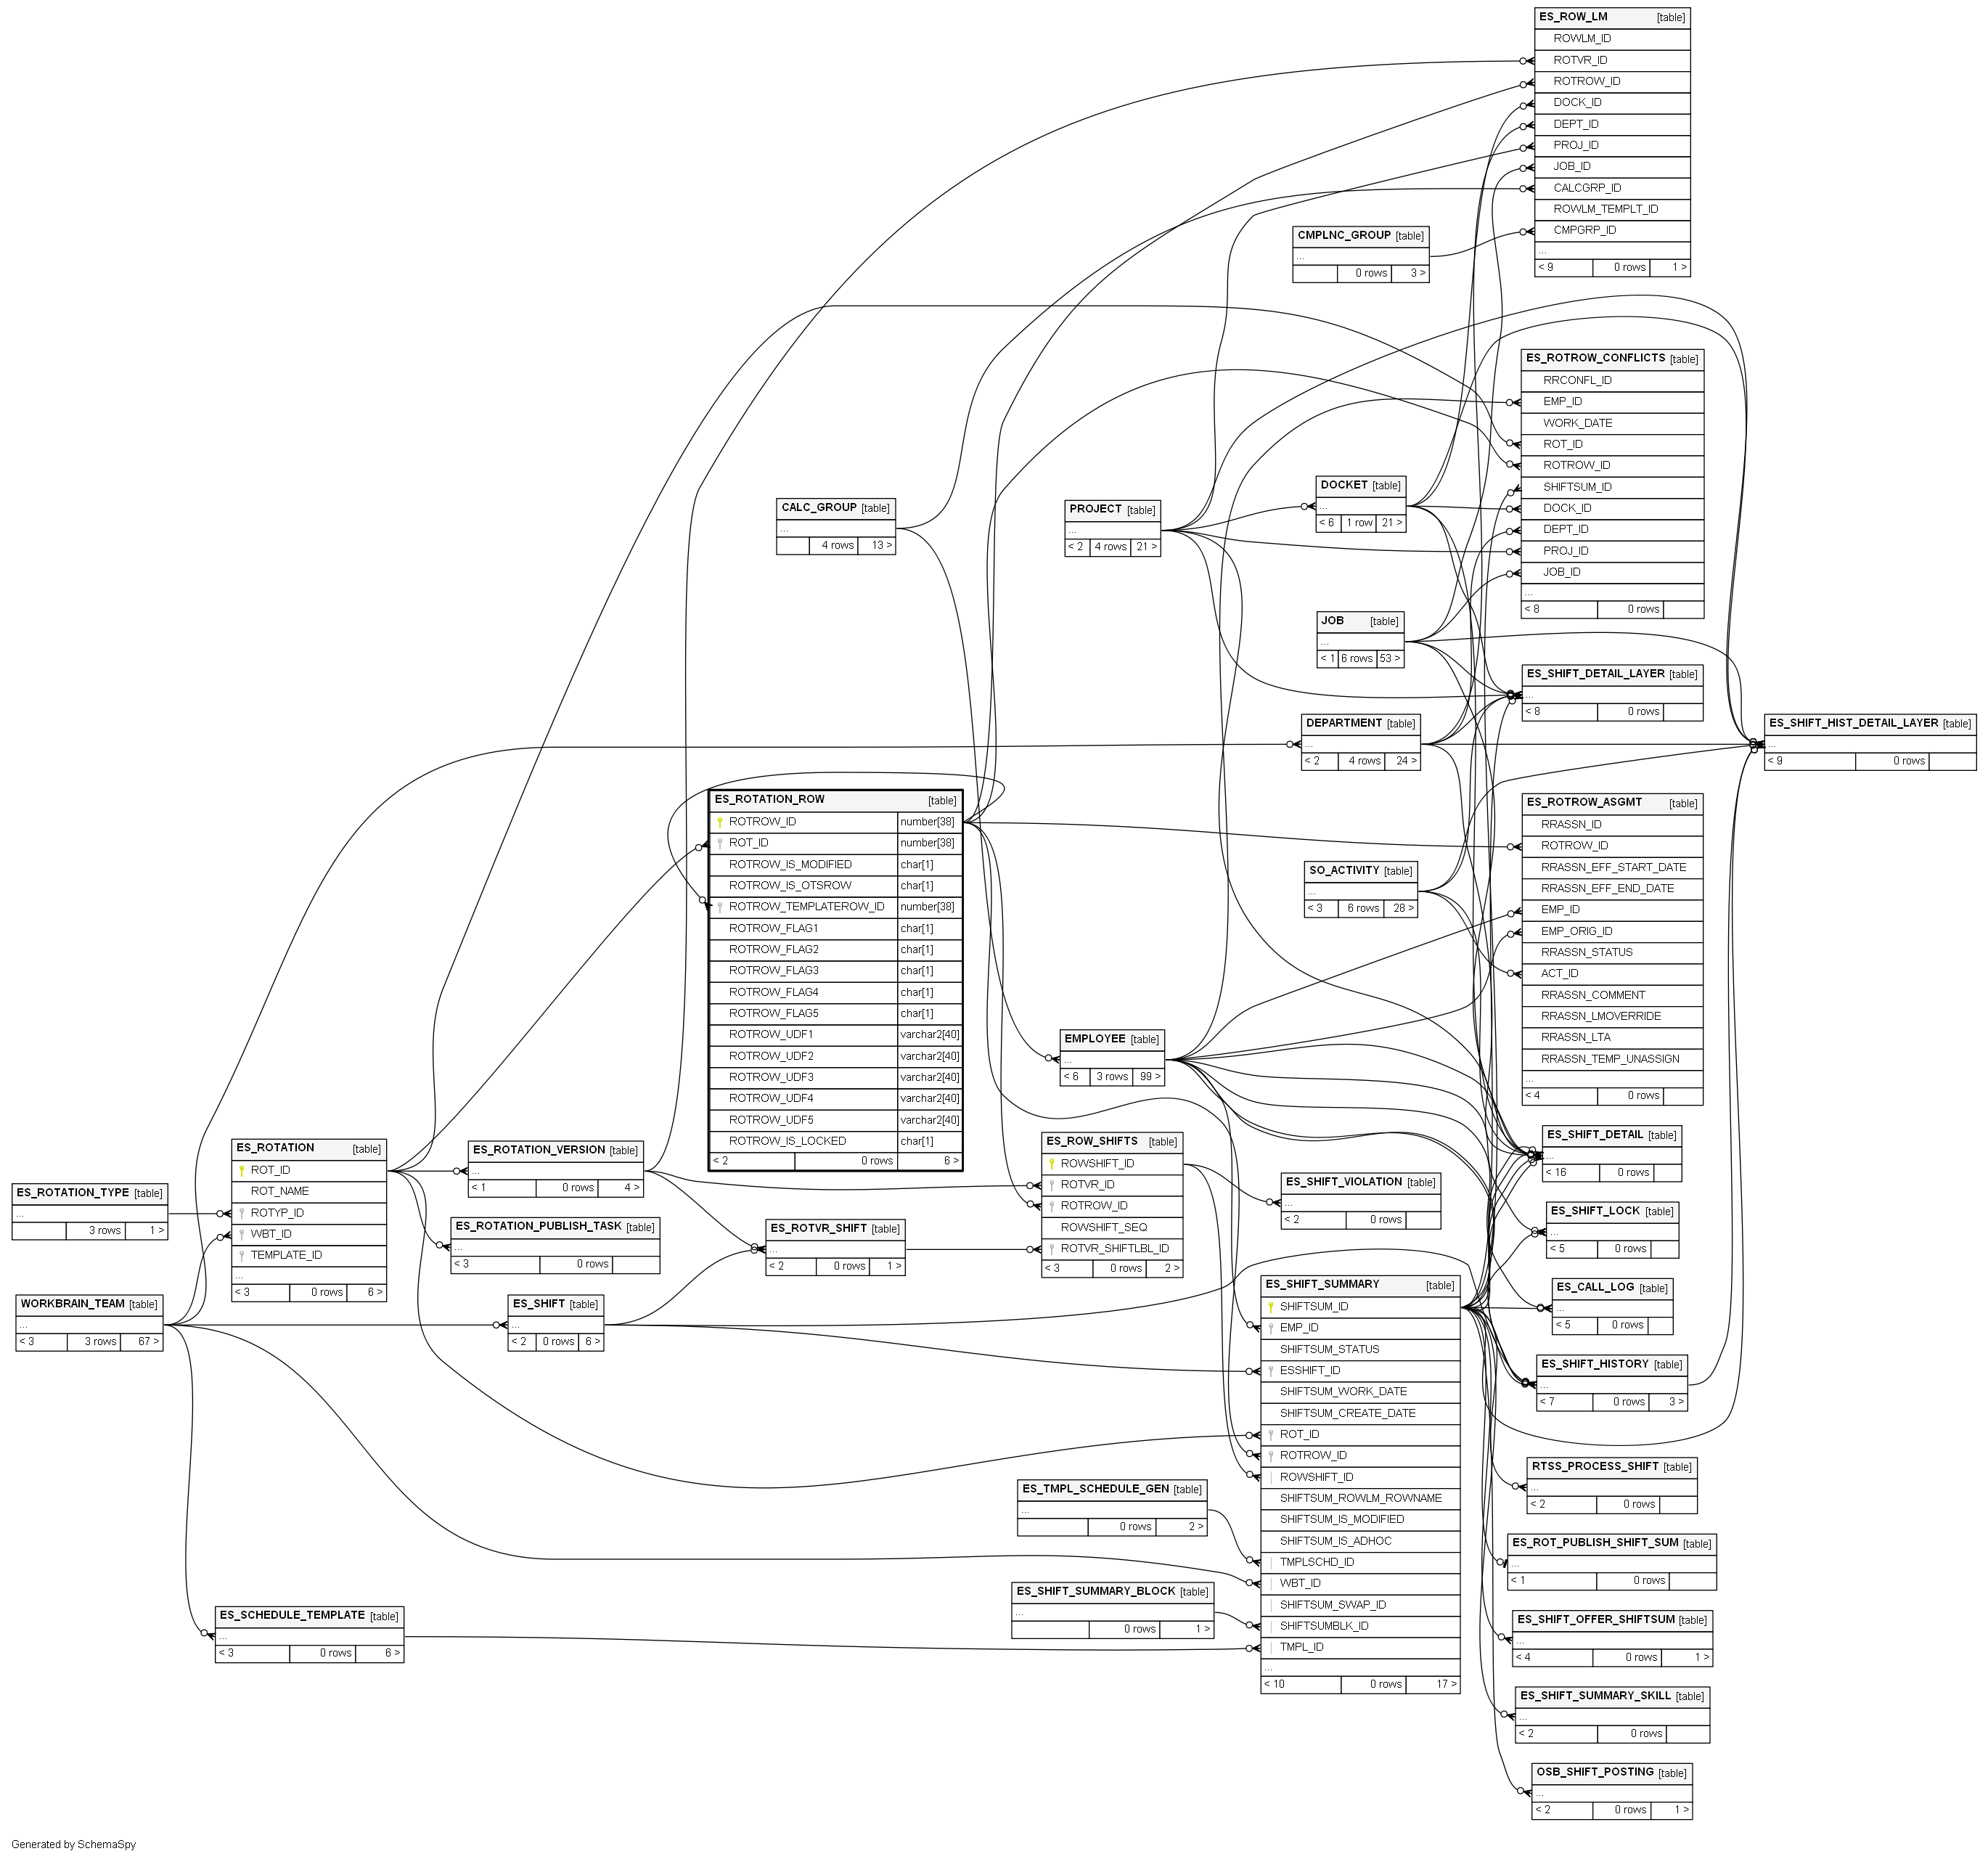 ES_ROW_LM [table]
ROWLM_ID
ROTVR_ID
ROTROW_ID
DOCK_ID
DEPT_ID
PROJ_ID
JOB_ID
CALCGRP_ID
ROWLM_TEMPLT_ID
CMPGRP_ID
...
< 9 0 rows 1 >
CMPLNC_GROUP [table]
...
0 rows 3 >
ES_ROTROW_CONFLICTS [table]
RRCONFL_ID
EMP_ID
WORK_DATE
ROT_ID
ROTROW_ID
SHIFTSUM_ID
DOCK_ID
DEPT_ID
PROJ_ID
JOB_ID
...
< 8 0 rows
CALC_GROUP [table]
...
4 rows 13 >
PROJECT [table]
...
< 2 4 rows 21 >
DOCKET [table]
...
< 6 1 row 21 >
JOB [table]
...
< 1 6 rows 53 >
ES_SHIFT_DETAIL_LAYER [table]
...
< 8 0 rows
DEPARTMENT [table]
...
< 2 4 rows 24 >
ES_SHIFT_HIST_DETAIL_LAYER [table]
...
< 9 0 rows
ES_ROTATION_ROW [table]
ROTROW_ID number[38]
ROT_ID number[38]
ROTROW_IS_MODIFIED char[1]
ROTROW_IS_OTSROW char[1]
ROTROW_TEMPLATEROW_ID number[38]
ROTROW_FLAG1 char[1]
ROTROW_FLAG2 char[1]
ROTROW_FLAG3 char[1]
ROTROW_FLAG4 char[1]
ROTROW_FLAG5 char[1]
ROTROW_UDF1 varchar2[40]
ROTROW_UDF2 varchar2[40]
ROTROW_UDF3 varchar2[40]
ROTROW_UDF4 varchar2[40]
ROTROW_UDF5 varchar2[40]
ROTROW_IS_LOCKED char[1]
< 2 0 rows 6 >
SO_ACTIVITY [table]
...
< 3 6 rows 28 >
ES_ROTROW_ASGMT [table]
RRASSN_ID
ROTROW_ID
RRASSN_EFF_START_DATE
RRASSN_EFF_END_DATE
EMP_ID
EMP_ORIG_ID
RRASSN_STATUS
ACT_ID
RRASSN_COMMENT
RRASSN_LMOVERRIDE
RRASSN_LTA
RRASSN_TEMP_UNASSIGN
...
< 4 0 rows
EMPLOYEE [table]
...
< 6 3 rows 99 >
ES_ROTATION_TYPE [table]
...
3 rows 1 >
ES_ROTATION [table]
ROT_ID
ROT_NAME
ROTYP_ID
WBT_ID
TEMPLATE_ID
...
< 3 0 rows 6 >
ES_ROTATION_VERSION [table]
...
< 1 0 rows 4 >
ES_ROTATION_PUBLISH_TASK [table]
...
< 3 0 rows
ES_ROTVR_SHIFT [table]
...
< 2 0 rows 1 >
ES_ROW_SHIFTS [table]
ROWSHIFT_ID
ROTVR_ID
ROTROW_ID
ROWSHIFT_SEQ
ROTVR_SHIFTLBL_ID
< 3 0 rows 2 >
ES_SHIFT_VIOLATION [table]
...
< 2 0 rows
ES_SHIFT_DETAIL [table]
...
< 16 0 rows
ES_SHIFT_LOCK [table]
...
< 5 0 rows
ES_CALL_LOG [table]
...
< 5 0 rows
ES_SHIFT_HISTORY [table]
...
< 7 0 rows 3 >
WORKBRAIN_TEAM [table]
...
< 3 3 rows 67 >
ES_SHIFT [table]
...
< 2 0 rows 6 >
ES_SHIFT_SUMMARY [table]
SHIFTSUM_ID
EMP_ID
SHIFTSUM_STATUS
ESSHIFT_ID
SHIFTSUM_WORK_DATE
SHIFTSUM_CREATE_DATE
ROT_ID
ROTROW_ID
ROWSHIFT_ID
SHIFTSUM_ROWLM_ROWNAME
SHIFTSUM_IS_MODIFIED
SHIFTSUM_IS_ADHOC
TMPLSCHD_ID
WBT_ID
SHIFTSUM_SWAP_ID
SHIFTSUMBLK_ID
TMPL_ID
...
< 10 0 rows 17 >
ES_TMPL_SCHEDULE_GEN [table]
...
0 rows 2 >
ES_SHIFT_SUMMARY_BLOCK [table]
...
0 rows 1 >
ES_SCHEDULE_TEMPLATE [table]
...
< 3 0 rows 6 >
RTSS_PROCESS_SHIFT [table]
...
< 2 0 rows
ES_ROT_PUBLISH_SHIFT_SUM [table]
...
< 1 0 rows
ES_SHIFT_OFFER_SHIFTSUM [table]
...
< 4 0 rows 1 >
ES_SHIFT_SUMMARY_SKILL [table]
...
< 2 0 rows
OSB_SHIFT_POSTING [table]
...
< 2 0 rows 1 >
Generated by SchemaSpy